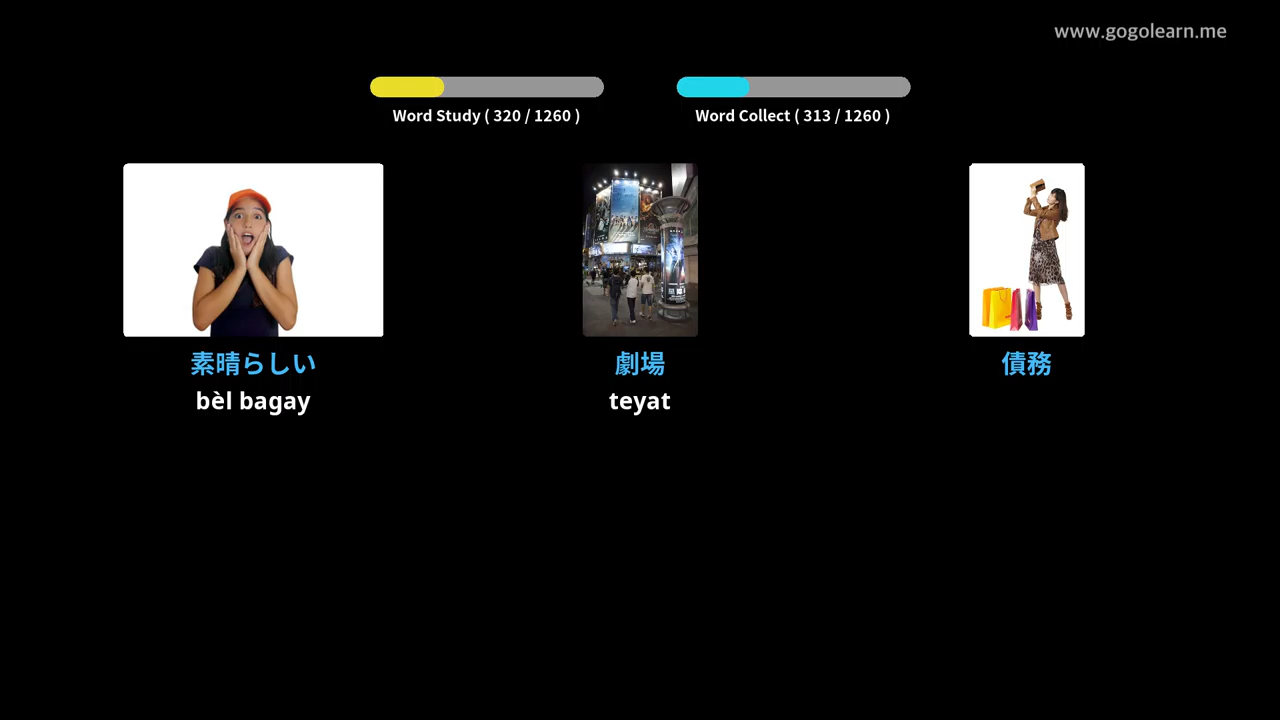 www.gogolearn.me
Word Study ( 320 / 1260 )
Word Collect ( 313 / 1260 )
素晴らしい
劇場
債務
bèl bagay
teyat